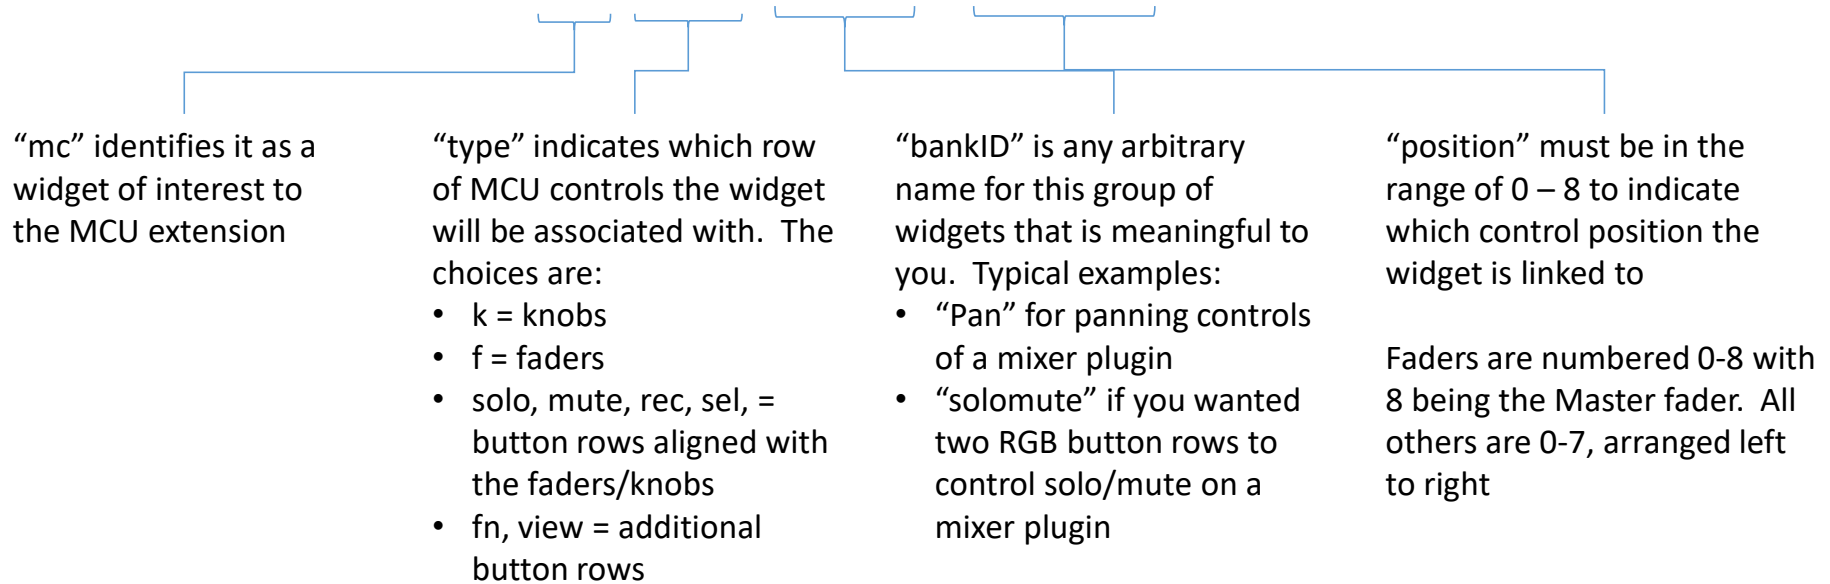 “mc” identifies it as a
widget of interest to
the MCU extension
“type” indicates which row
of MCU controls the widget
will be associated with.  The
choices are:
• k = knobs
• f = faders
• solo, mute, rec, sel, =
button rows aligned with
the faders/knobs
• fn, view = additional
button rows
“bankID” is any arbitrary
name for this group of
widgets that is meaningful to
you.  Typical examples:
• “Pan” for panning controls
of a mixer plugin
• “solomute” if you wanted
two RGB button rows to
control solo/mute on a
mixer plugin
“position” must be in the
range of 0 – 8 to indicate
which control position the
widget is linked to
Faders are numbered 0-8 with
8 being the Master fader.  All
others are 0-7, arranged left
to right